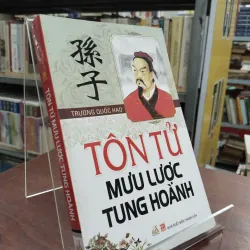 孫子
TRƯƠNG QUỐC HẠO
TÔN TỬ
MƯU LƯỢC
TUNG HOÀNH
TÔN TỬ MƯU LƯỢC TUNG HOÀNH